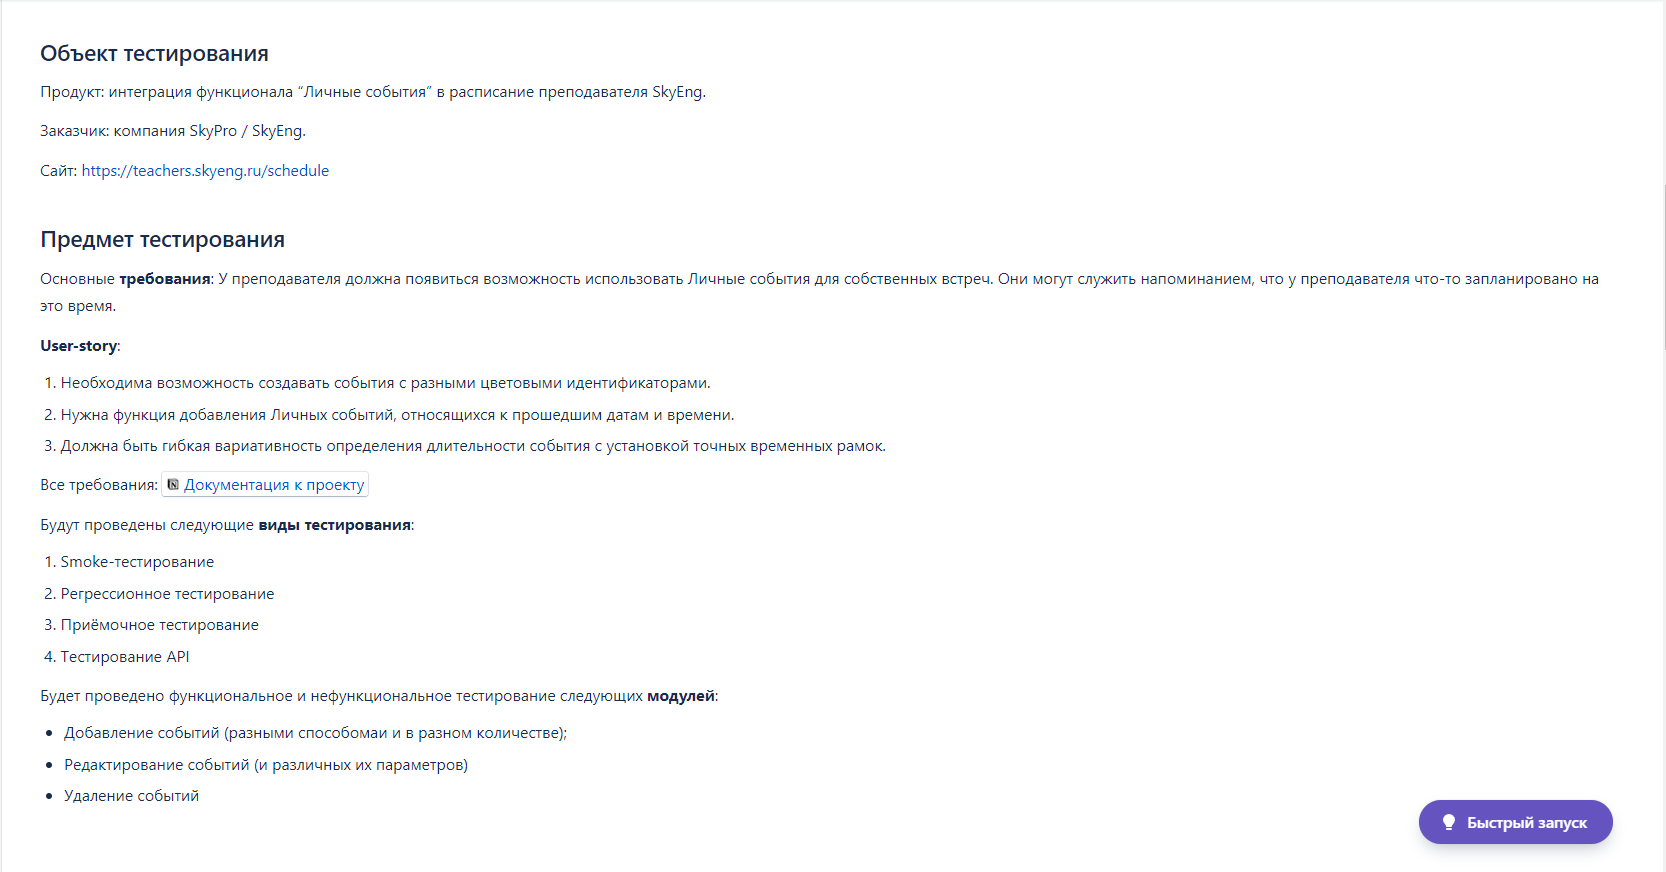 Объект тестирования
Продукт: интеграция функционала “Личные события” в расписание преподавателя SkyEng.
Заказчик: компания SkyPro / SkyEng.
Сайт: https://teachers.skyeng.ru/schedule
Предмет тестирования
Основные требования: У преподавателя должна появиться возможность использовать Личные события для собственных встреч. Они могут служить напоминанием, что у преподавателя что-то запланировано на
это время.
User-story:
1. Необходима возможность создавать события с разными цветовыми идентификаторами.
2. Нужна функция добавления Личных событий, относящихся к прошедшим датам и времени.
3. Должна быть гибкая вариативность определения длительности события с установкой точных временных рамок.
Все требования: Документация к проекту
Будут проведены следующие виды тестирования:
1. Smoke-тестирование
2. Регрессионное тестирование
3. Приёмочное тестирование
4. Тестирование API
Будет проведено функциональное и нефункциональное тестирование следующих модулей:
• Добавление событий (разными способомаи и в разном количестве);
• Редактирование событий (и различных их параметров)
• Удаление событий
Быстрый запуск